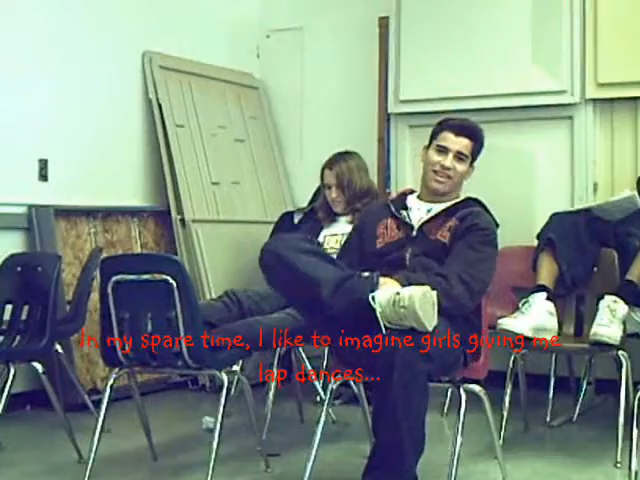 In my spare time, I like to imagine girls giving me
lap dances...